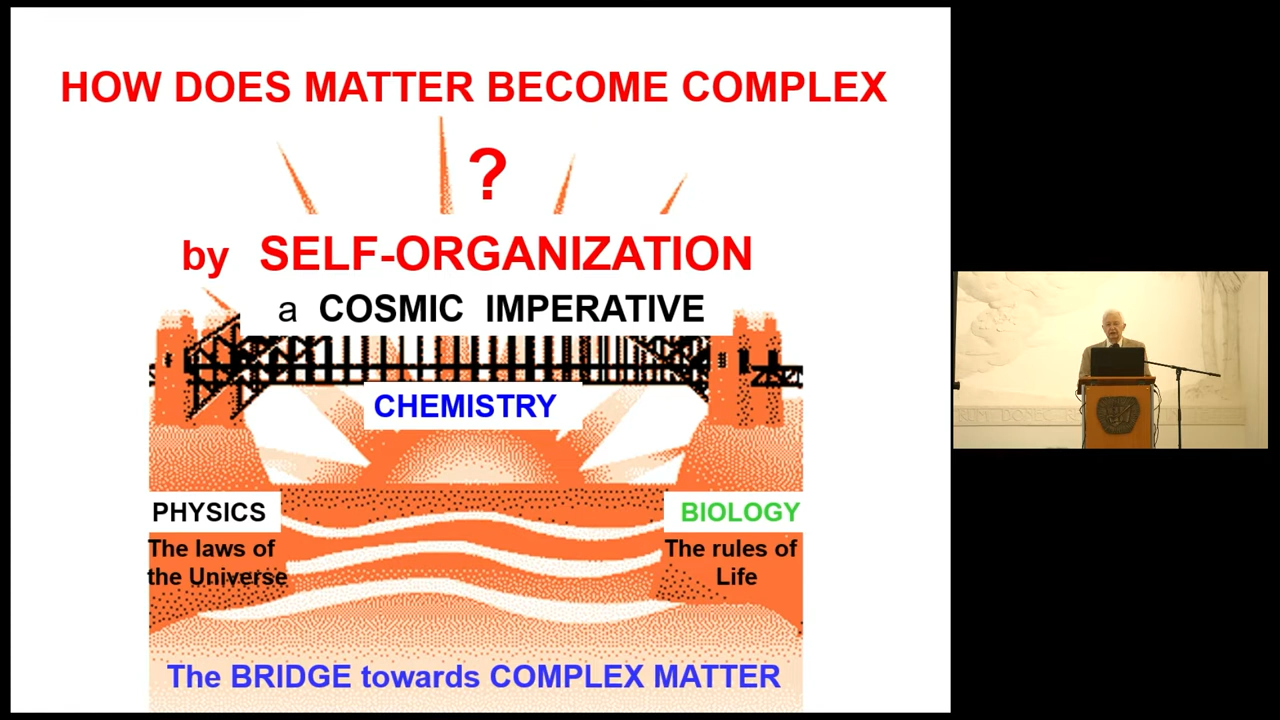 HOW DOES MATTER BECOME COMPLEX
?
by SELF-ORGANIZATION
a COSMIC IMPERATIVE
CHEMISTRY
PHYSICS
The laws of
the Universe
BIOLOGY
The rules of
Life
The BRIDGE towards COMPLEX MATTER
DONEC